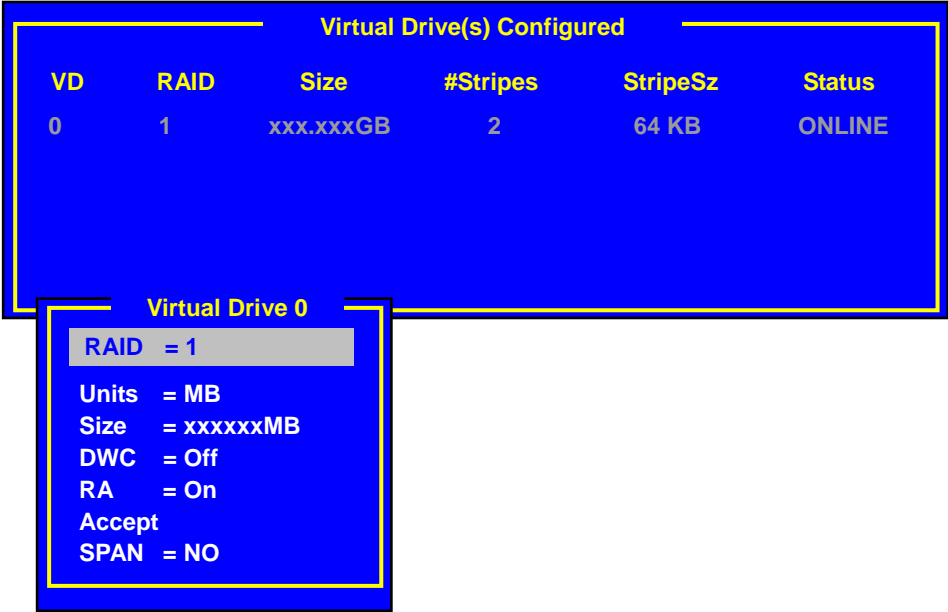 Virtual Drive(s) Configured
VD RAID Size #Stripes StripeSz Status
0 1 xxx.xxxGB 2 64 KB ONLINE
Virtual Drive 0
RAID = 1
Units = MB
Size = xxxxxxMB
DWC = Off
RA = On
Accept
SPAN = NO